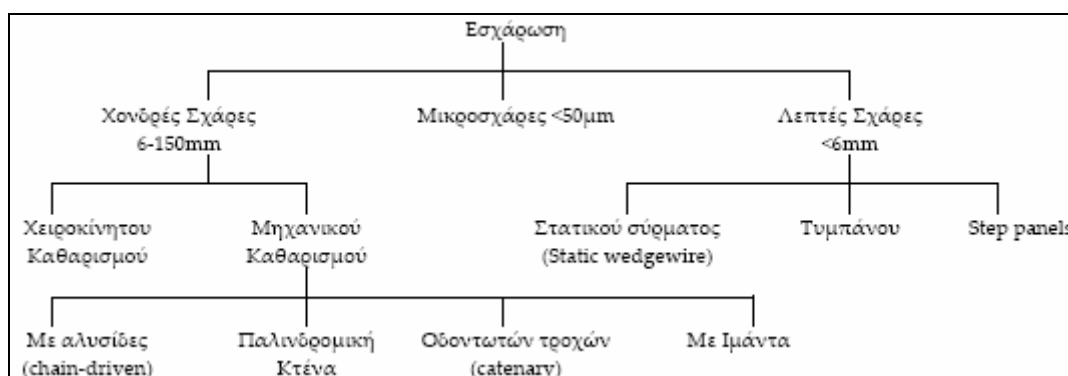 Εσχάρωση
Χονδρές Σχάρες
6-150mm
Μικροσχάρες <50μm
Λεπτές Σχάρες
<6mm
Χειροκίνητου
Καθαρισμού
Μηχανικού
Καθαρισμού
Στατικού σύρματος
(Static wedgewire)
Τυμπάνου
Step panels
Με αλυσίδες
(chain-driven)
Παλινδρομική
Κτένα
Οδοντωτών τροχών
(catenary)
Με Ιμάντα